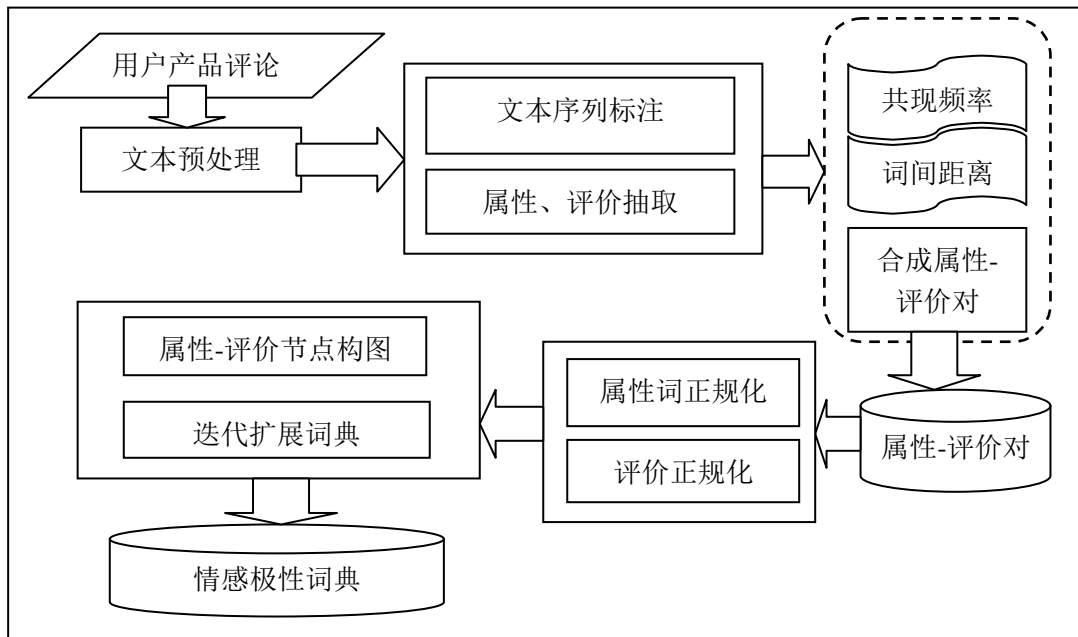 用户产品评论
文本预处理
文本序列标注
属性、评价抽取
共现频率
词间距离
合成属性-
评价对
属性-评价对
属性词正规化
评价正规化
属性-评价节点构图
迭代扩展词典
情感极性词典